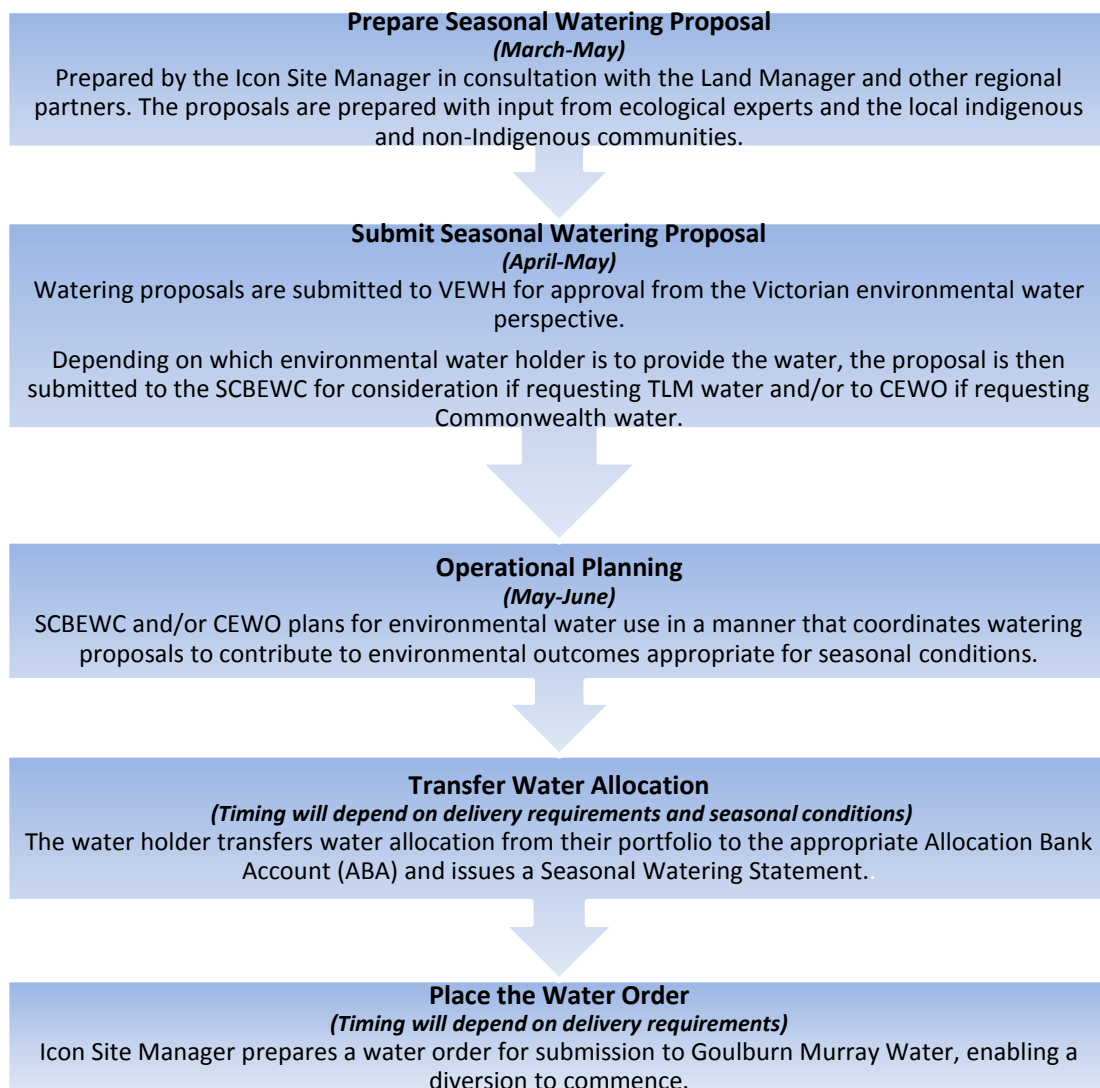 Prepare Seasonal Watering Proposal
(March-May)
Prepared by the Icon Site Manager in consultation with the Land Manager and other regional
partners. The proposals are prepared with input from ecological experts and the local indigenous
and non-Indigenous communities.
Submit Seasonal Watering Proposal
(April-May)
Watering proposals are submitted to VEWH for approval from the Victorian environmental water
perspective.
Depending on which environmental water holder is to provide the water, the proposal is then
submitted to the SCBEWC for consideration if requesting TLM water and/or to CEWO if requesting
Commonwealth water.
Operational Planning
(May-June)
SCBEWC and/or CEWO plans for environmental water use in a manner that coordinates watering
proposals to contribute to environmental outcomes appropriate for seasonal conditions.
Transfer Water Allocation
(Timing will depend on delivery requirements and seasonal conditions)
The water holder transfers water allocation from their portfolio to the appropriate Allocation Bank
Account (ABA) and issues a Seasonal Watering Statement..
Place the Water Order
(Timing will depend on delivery requirements)
Icon Site Manager prepares a water order for submission to Goulburn Murray Water, enabling a
diversion to commence.